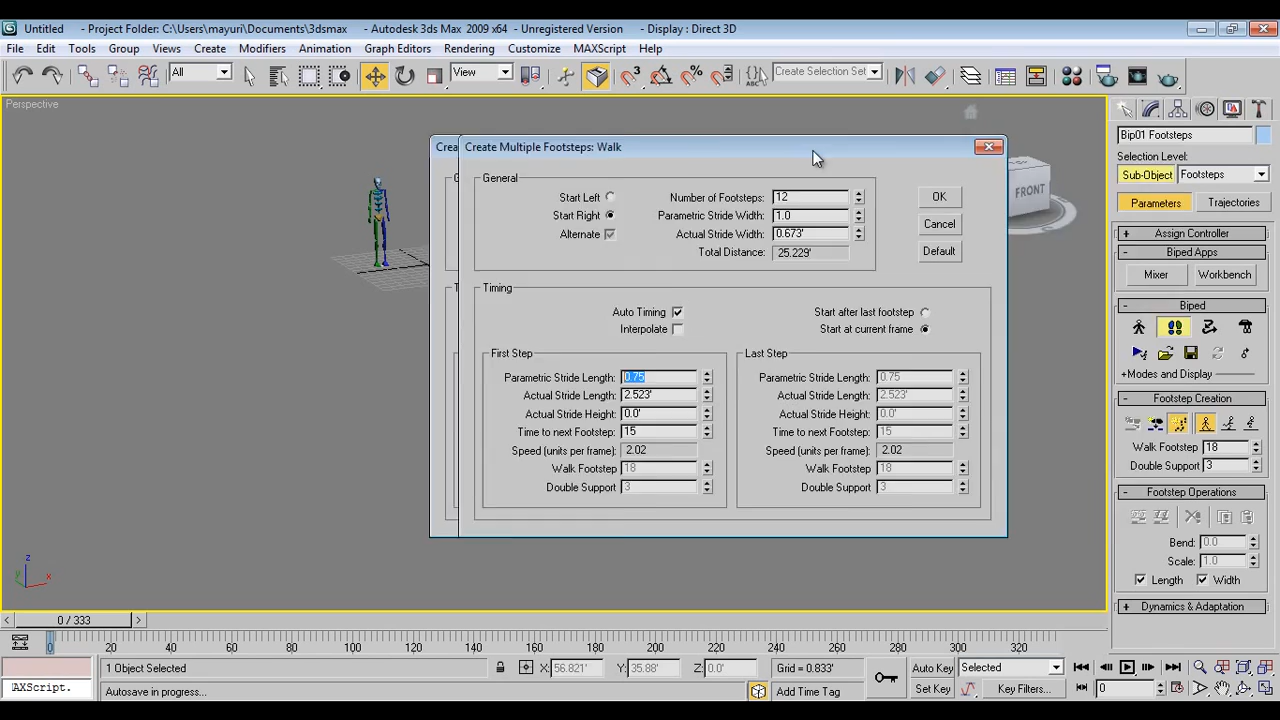 Untitled - Project Folder: C:\Users\mayuri\Documents\3dsmax - Autodesk 3ds Max 2009 x64 - Unregistered Version - Display : Direct 3D
File Edit Tools Group Views Create Modifiers Animation Graph Editors Rendering Customize MAXScript Help
All View ABC Create Selection Set
Perspective
FRONT
Crea
Create Multiple Footsteps: Walk
General
Start Left
Start Right
Alternate
Number of Footsteps: 12
Parametric Stride Width: 1.0
Actual Stride Width: 0.673'
Total Distance: 25.229'
OK
Cancel
Default
Timing
Auto Timing
Interpolate
Start after last footstep
Start at current frame
First Step
Parametric Stride Length: 0.75
Actual Stride Length: 2.523'
Actual Stride Height: 0.0'
Time to next Footstep: 15
Speed (units per frame): 2.02
Walk Footstep 18
Double Support 3
Last Step
Parametric Stride Length: 0.75
Actual Stride Length: 2.523'
Actual Stride Height: 0.0'
Time to next Footstep: 15
Speed (units per frame): 2.02
Walk Footstep 18
Double Support 3
Bip01 Footsteps
Selection Level:
Sub-Object Footsteps
Parameters Trajectories
+ Assign Controller
- Biped Apps
Mixer Workbench
- Biped
+Modes and Display
- Footstep Creation
Walk Footstep 18
Double Support: 3
- Footstep Operations
Bend: 0.0
Scale: 1.0
Length Width
+ Dynamics & Adaptation
z
x
y
< 0 / 333 >
0 20 40 60 80 100 120 140 160 180 200 220 240 260 280 300 320
1 Object Selected X: 56.821' Y: 35.88' Z: 0.0' Grid = 0.833' Auto Key Selected
AXScript. Autosave in progress... Add Time Tag Set Key Key Filters... 0